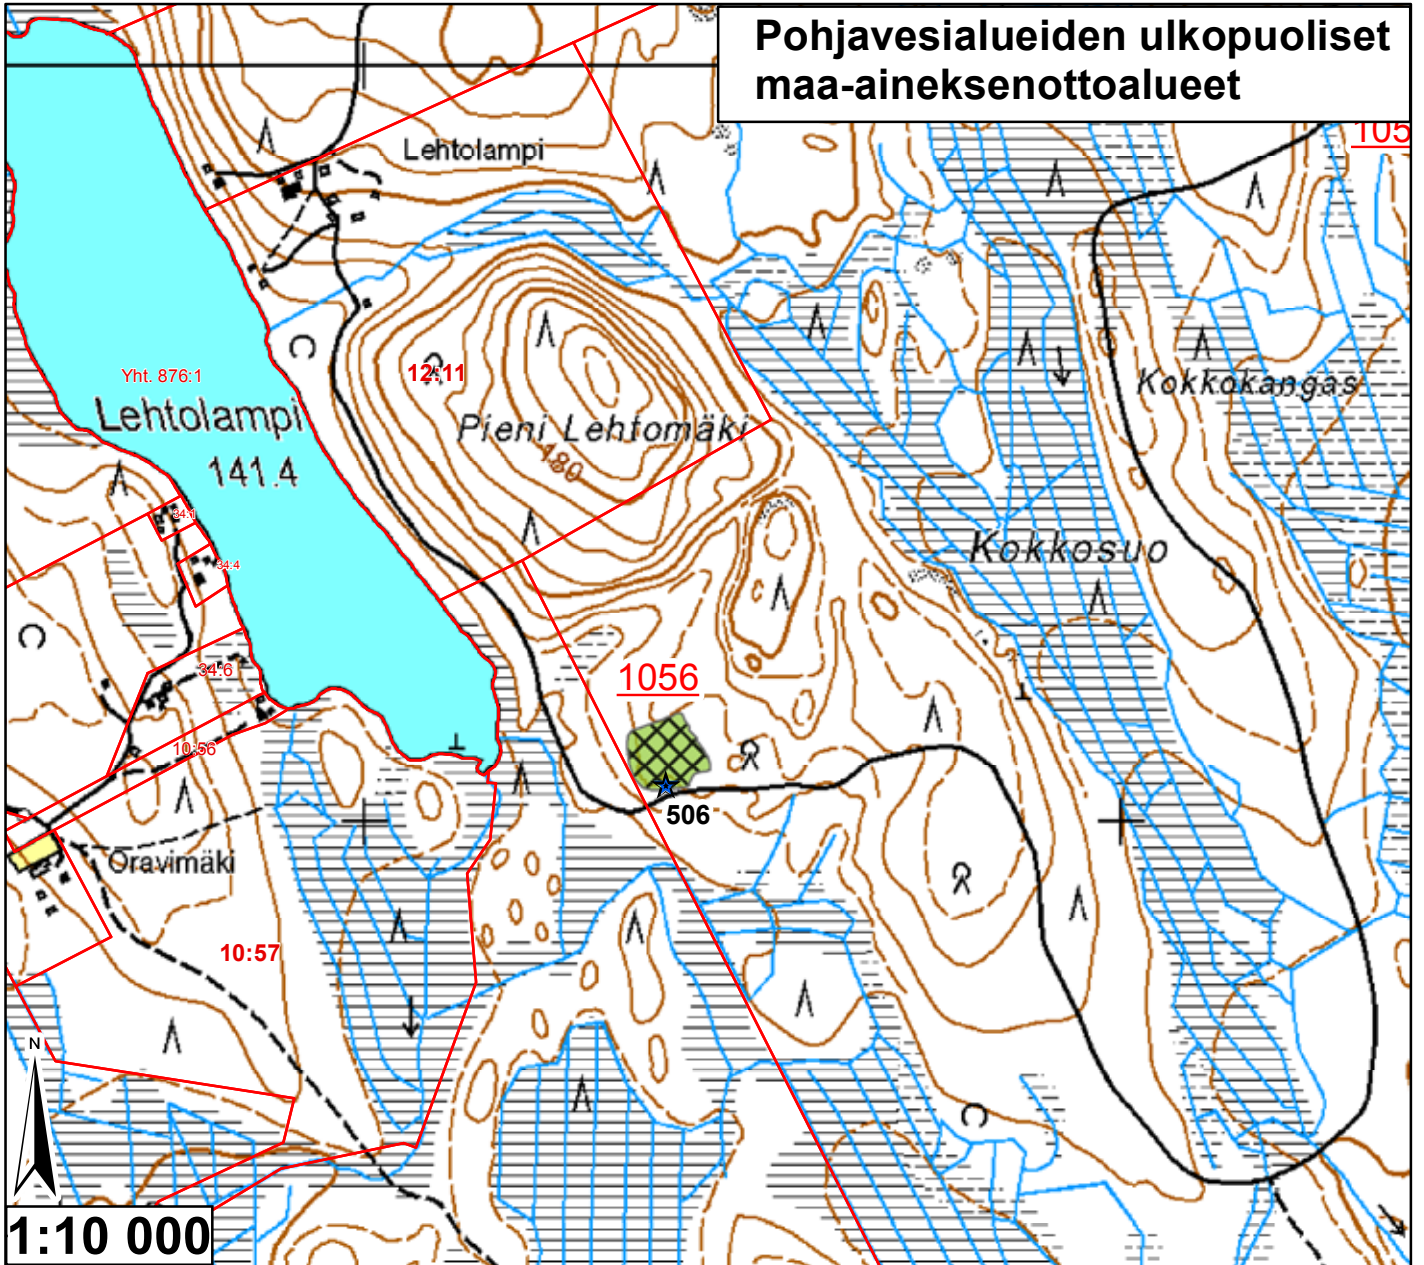 Pohjavesialueiden ulkopuoliset
maa-aineksenottoalueet
105
Lehtolampi
Yht. 876:1
12:11
Kokkokangas
Lehtolampi
141.4
Pieni Lehtomäki
180
34:1
Kokkosuo
34:4
34:6
1056
10:56
506
Oravimäki
10:57
N
1:10 000